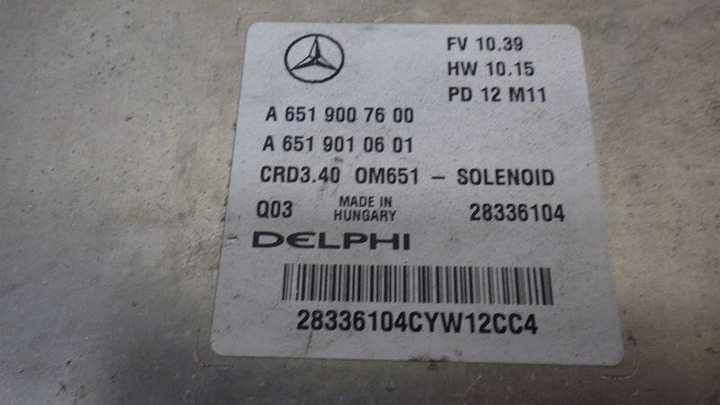 FV 10.39
HW 10.15
PD 12 M11
A 651 900 76 00
A 651 901 06 01
CRD3.40 OM651 - SOLENOID
Q03 MADE IN HUNGARY 28336104
DELPHI
28336104CYW12CC4